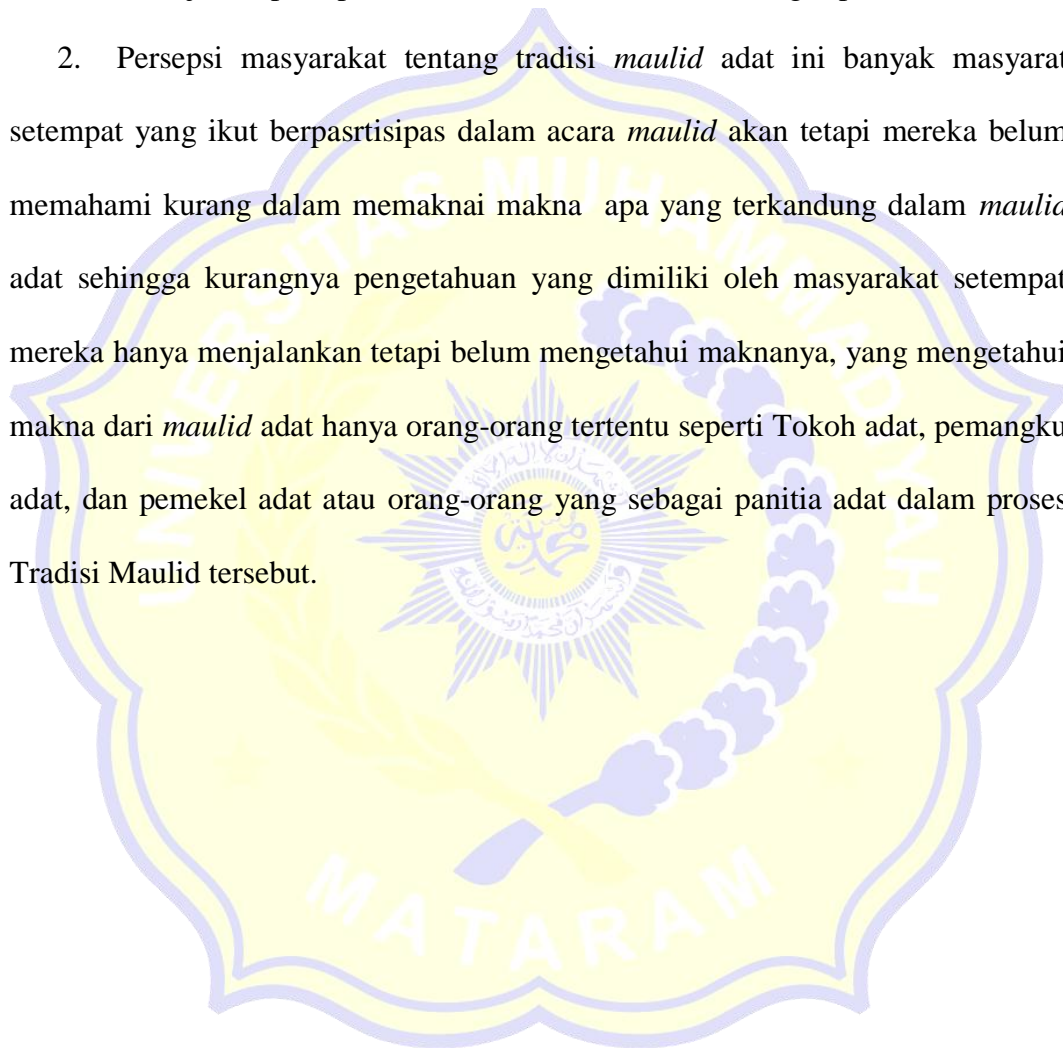 2. Persepsi masyarakat tentang tradisi maulid adat ini banyak masyarat
setempat yang ikut berpasrtisipas dalam acara maulid akan tetapi mereka belum
memahami kurang dalam memaknai makna apa yang terkandung dalam maulid
adat sehingga kurangnya pengetahuan yang dimiliki oleh masyarakat setempat
mereka hanya menjalankan tetapi belum mengetahui maknanya, yang mengetahui
makna dari maulid adat hanya orang-orang tertentu seperti Tokoh adat, pemangku
adat, dan pemekel adat atau orang-orang yang sebagai panitia adat dalam proses
Tradisi Maulid tersebut.
UNIVERSITAS MUHAMMADIYAH
MATARAM